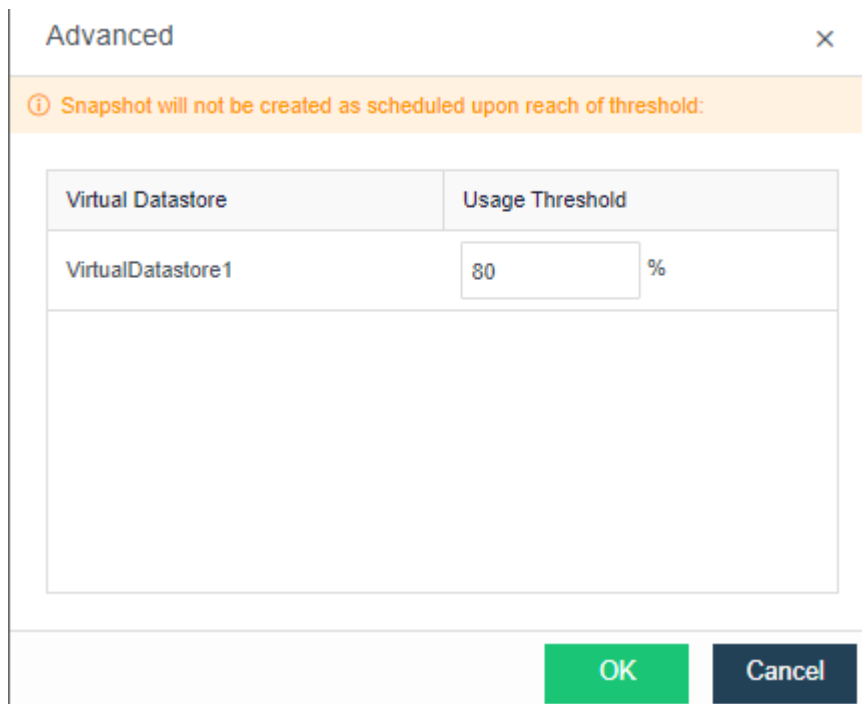 Advanced
Snapshot will not be created as scheduled upon reach of threshold:
Virtual Datastore Usage Threshold
VirtualDatastore1 80 %
OK Cancel